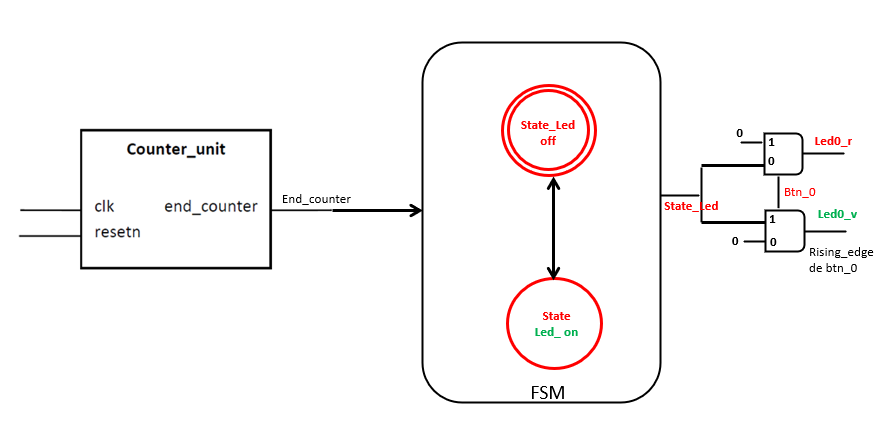 Counter_unit
clk
end_counter
resetn
End_counter
State_Led
off
State
Led_ on
FSM
State_Led
0
1
0
Led0_r
Btn_0
1
0
0
Led0_v
Rising_edge
de btn_0